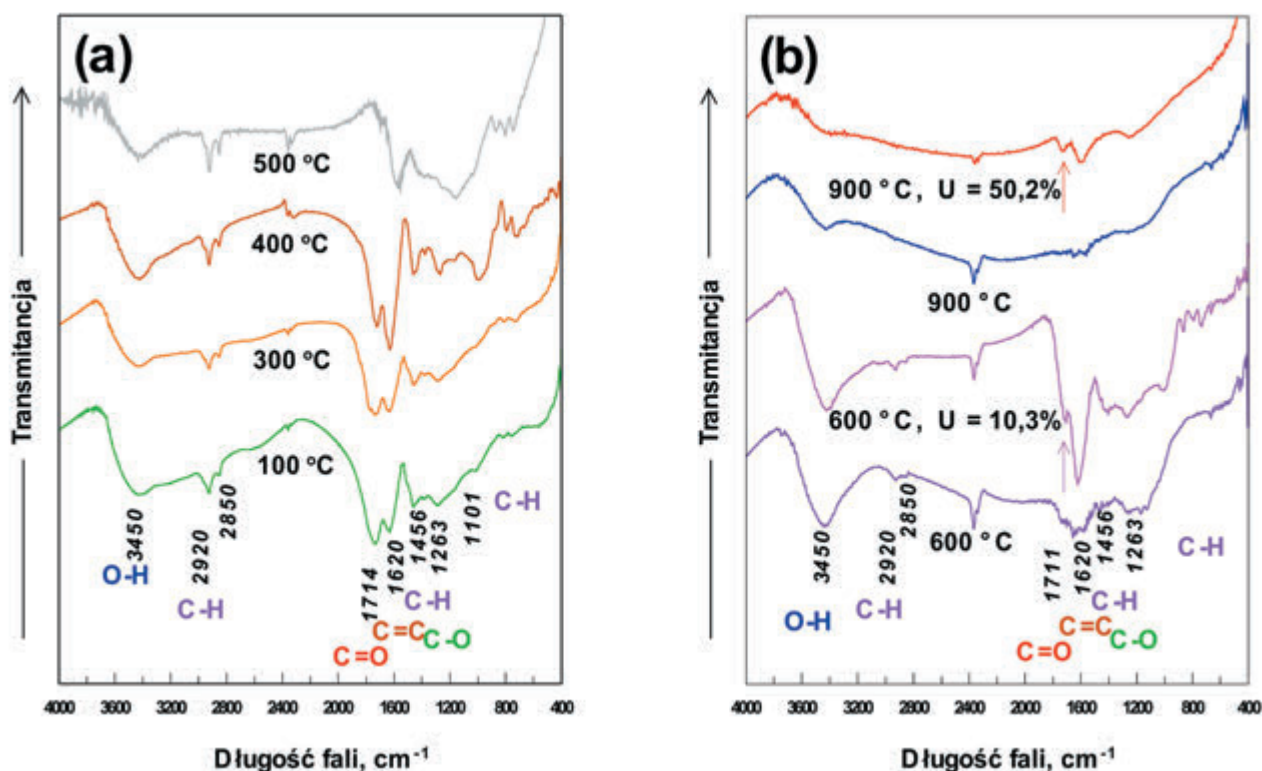 (a)
Transmitancja
500 °C
400 °C
300 °C
100 °C
3450
2920
2850
1714
1620
1456
1263
1101
O-H
C-H
C-H
C-H
C=C
C-O
C=O
4000 3600 3200 2800 2400 2000 1600 1200 800 400
Długość fali, cm-1
(b)
Transmitancja
900 °C, U = 50,2%
900 °C
600 °C, U = 10,3%
600 °C
3450
2920
2850
1711
1620
1456
1263
O-H
C-H
C-H
C-H
C=C
C=O
C-O
4000 3600 3200 2800 2400 2000 1600 1200 800 400
Długość fali, cm-1